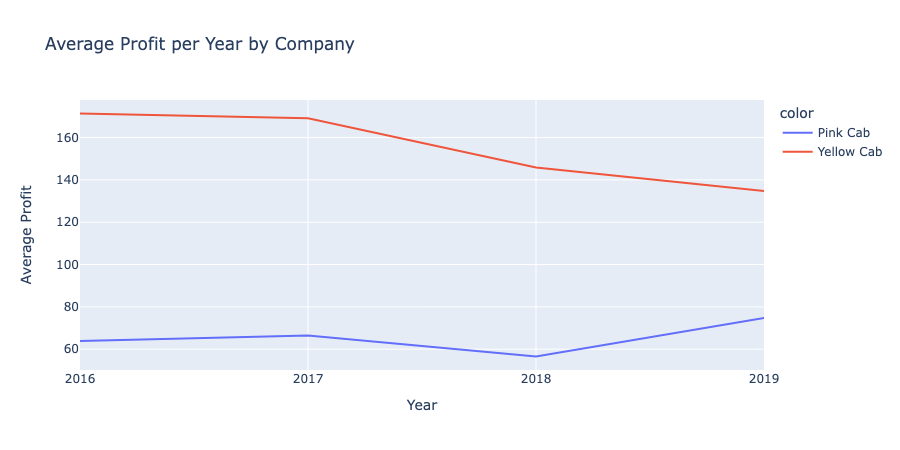 Average Profit per Year by Company
color
Pink Cab
Yellow Cab
Average Profit
160
140
120
100
80
60
2016 2017 2018 2019
Year